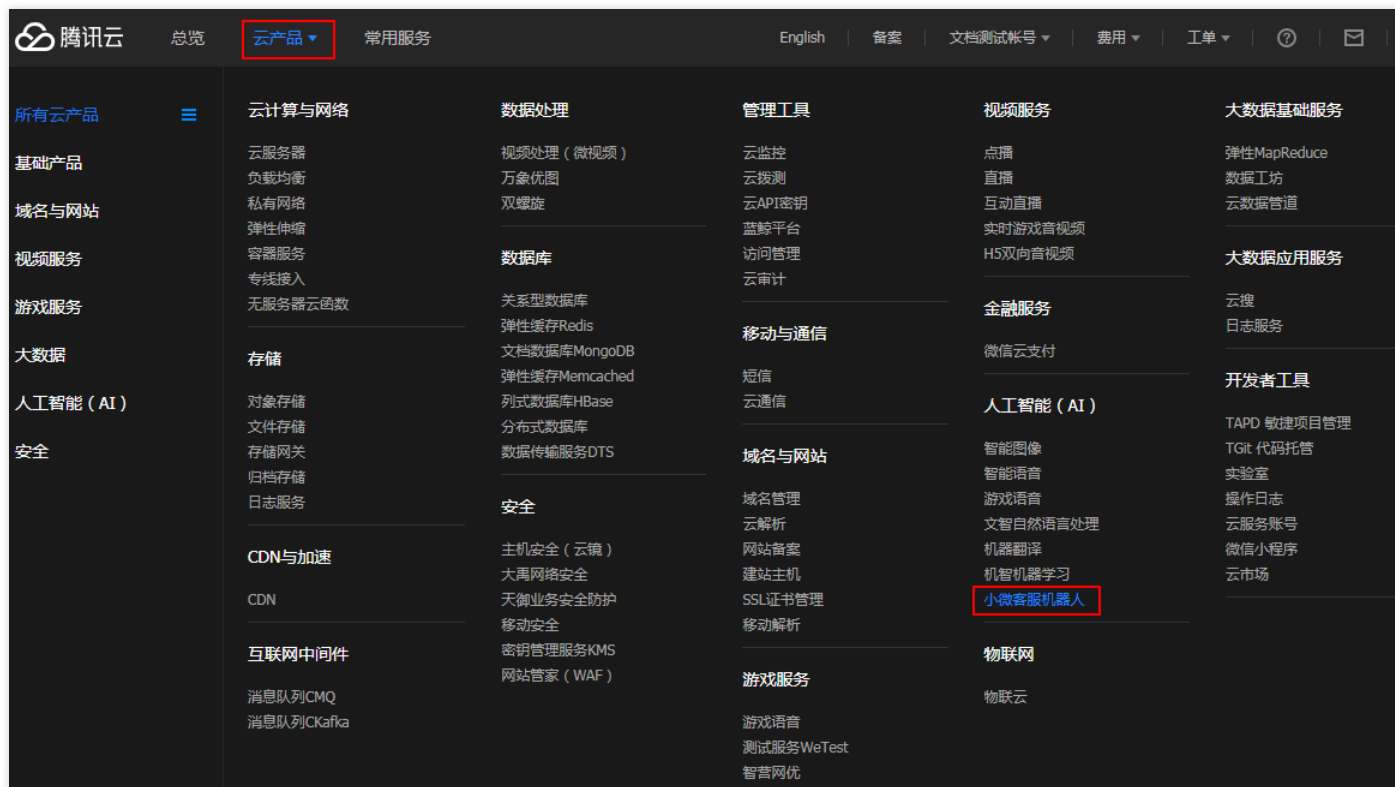 腾讯云
总览
云产品
常用服务
English
备案
文档测试帐号
费用
工单
所有云产品
基础产品
域名与网站
视频服务
游戏服务
大数据
人工智能（AI）
安全
云计算与网络
云服务器
负载均衡
私有网络
弹性伸缩
容器服务
专线接入
无服务器云函数
存储
对象存储
文件存储
存储网关
归档存储
日志服务
CDN与加速
CDN
互联网中间件
消息队列CMQ
消息队列CKafka
数据处理
视频处理（微视频）
万象优图
双螺旋
数据库
关系型数据库
弹性缓存Redis
文档数据库MongoDB
弹性缓存Memcached
列式数据库HBase
分布式数据库
数据传输服务DTS
安全
主机安全（云镜）
大禹网络安全
天御业务安全防护
移动安全
密钥管理服务KMS
网站管家（WAF）
管理工具
云监控
云拨测
云API密钥
蓝鲸平台
访问管理
云审计
移动与通信
短信
云通信
域名与网站
域名管理
云解析
网站备案
建站主机
SSL证书管理
移动解析
游戏服务
游戏语音
测试服务WeTest
智营网优
视频服务
点播
直播
互动直播
实时游戏音视频
H5双向音视频
金融服务
微信云支付
人工智能（AI）
智能图像
智能语音
游戏语音
文智自然语言处理
机器翻译
机智机器学习
小微客服机器人
物联网
物联云
大数据基础服务
弹性MapReduce
数据工坊
云数据管道
大数据应用服务
云搜
日志服务
开发者工具
TAPD 敏捷项目管理
TGit 代码托管
实验室
操作日志
云服务账号
微信小程序
云市场